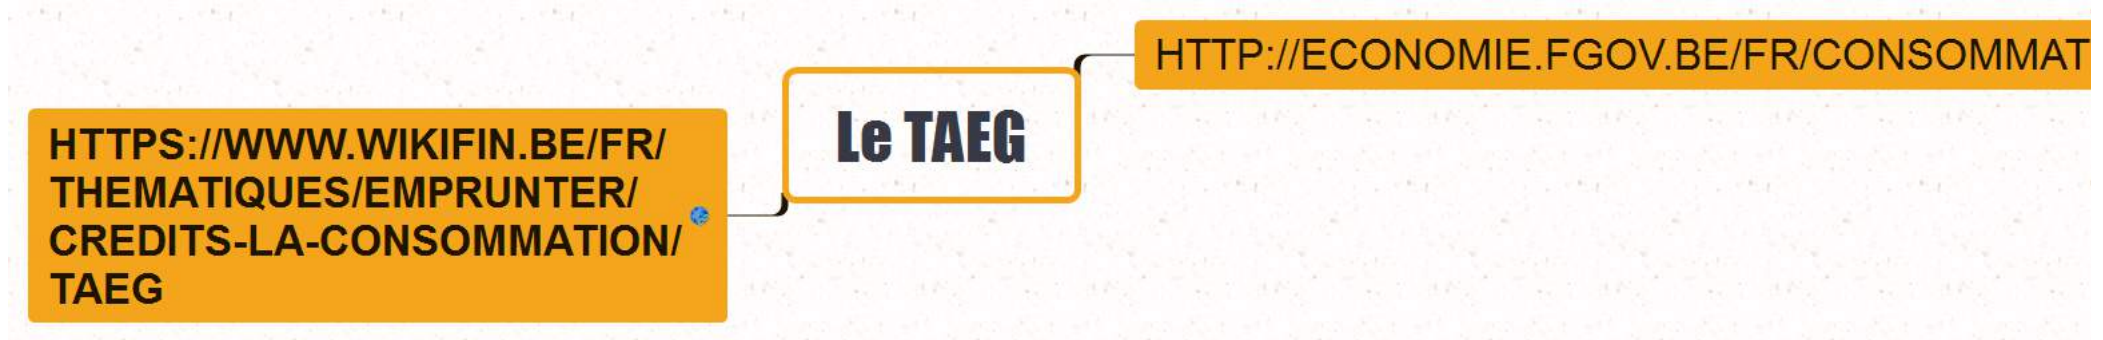 HTTP://ECONOMIE.FGOV.BE/FR/CONSOMMAT
Le TAEG
HTTPS://WWW.WIKIFIN.BE/FR/
THEMATIQUES/EMPRUNTER/
CREDITS-LA-CONSOMMATION/
TAEG